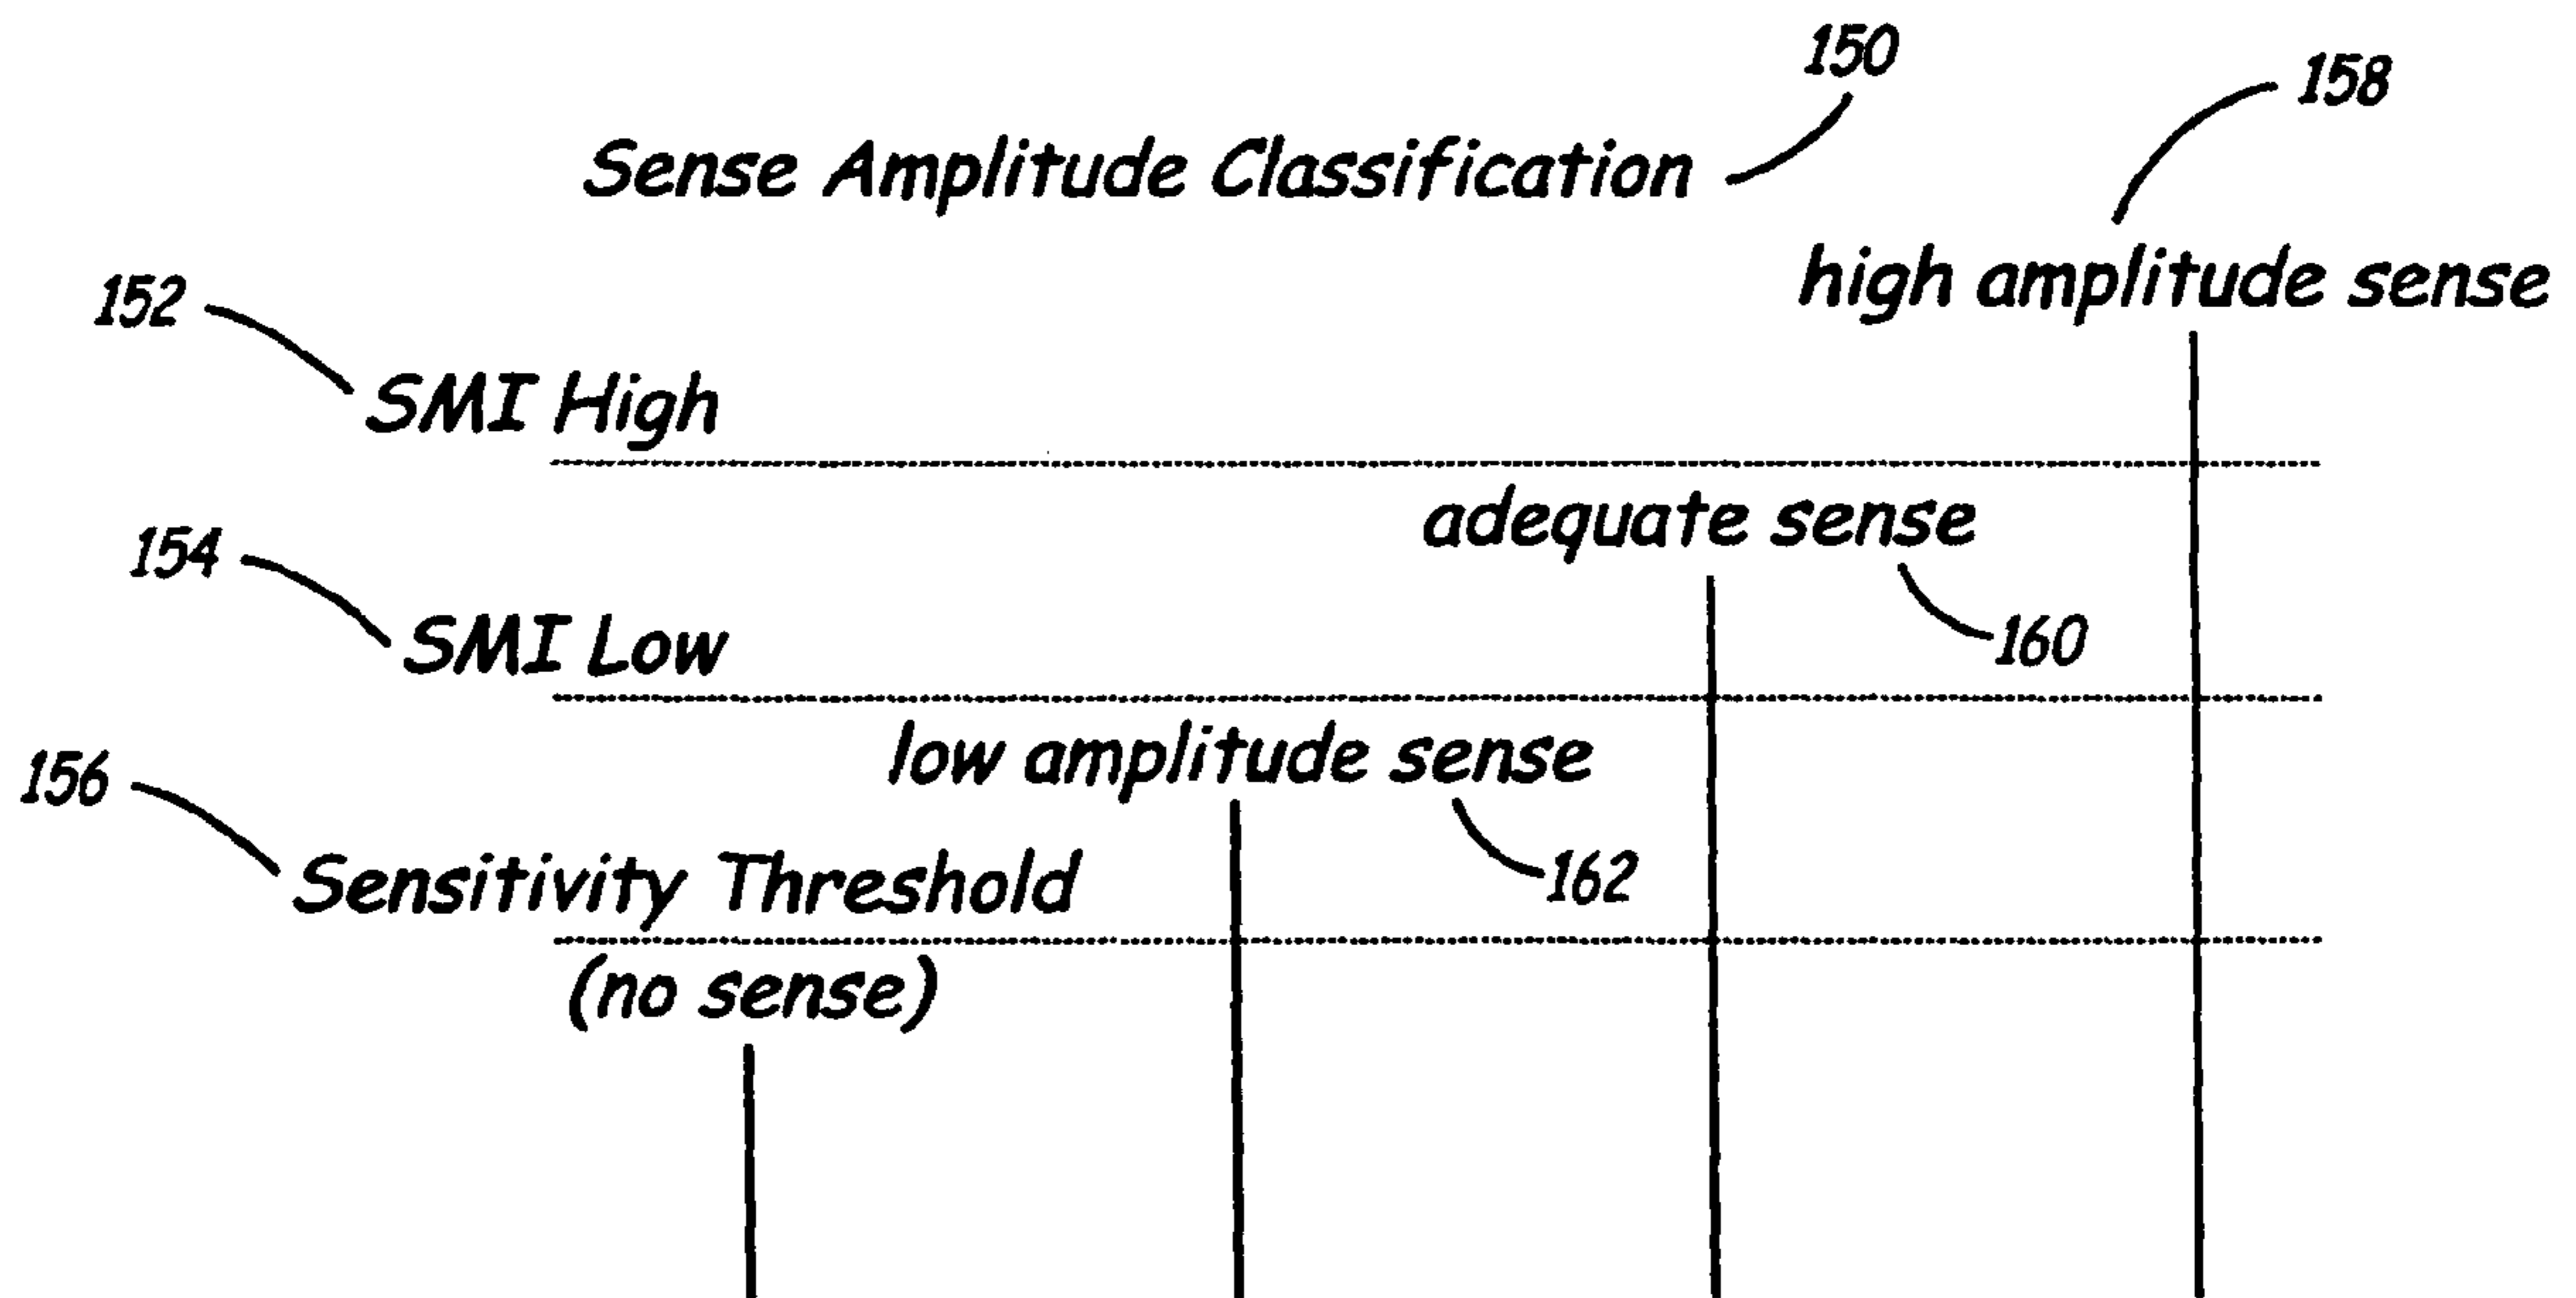 150
158
Sense Amplitude Classification
high amplitude sense
152
SMI High
adequate sense
154
SMI Low
160
low amplitude sense
156
Sensitivity Threshold
162
(no sense)